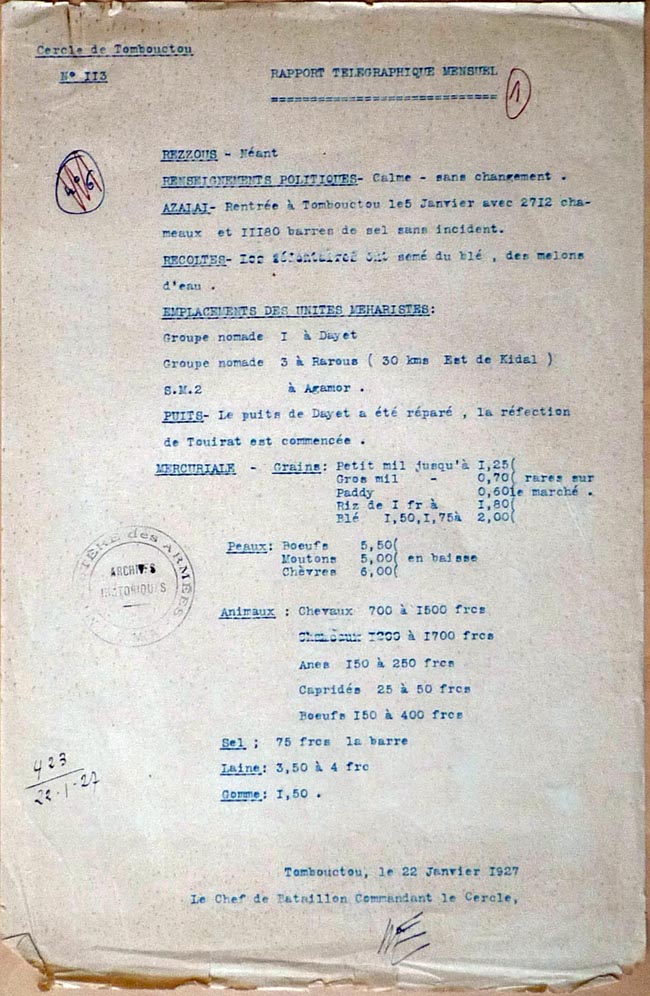 Cercle de Tombouctou
N° II3
RAPPORT TELEGRAPHIQUE MENSUEL
==============================
1
REZZOUS - Néant
RENSEIGNEMENTS POLITIQUES- Calme - sans changement .
AZALAI- Rentrée à Tombouctou le5 Janvier avec 27I2 cha-
meaux et III80 barres de sel sans incident.
RECOLTES- Les sédentaires ont semé du blé , des melons
d'eau .
EMPLACEMENTS DES UNITES MEHARISTES:
Groupe nomade I à Dayet
Groupe nomade 3 à Rarous ( 30 kms Est de Kidal )
S.M.2 à Agamor .
PUITS- Le puits de Dayet a été réparé , la réfection
de Touirat est commencée .
MERCURIALE - Grains: Petit mil jusqu'à I,25(
Gros mil - 0,70( rares sur
Paddy 0,60(le marché .
Riz de I fr à I,80(
Blé I,50,I,75à 2,00(
Peaux: Boeufs 5,50(
Moutons 5,00( en baisse
Chèvres 6,00(
MINISTÈRE des ARMÉES
ARCHIVES
HISTORIQUES
Animaux : Chevaux 700 à I500 frcs
Chameaux I200 à I700 frcs
Anes I50 à 250 frcs
Capridés 25 à 50 frcs
Boeufs I50 à 400 frcs
Sel ; 75 frcs la barre
Laine: 3,50 à 4 frc
Gomme: I,50 .
423
22-1-27
Tombouctou, le 22 Janvier I927
Le Chef de Bataillon Commandant le Cercle,